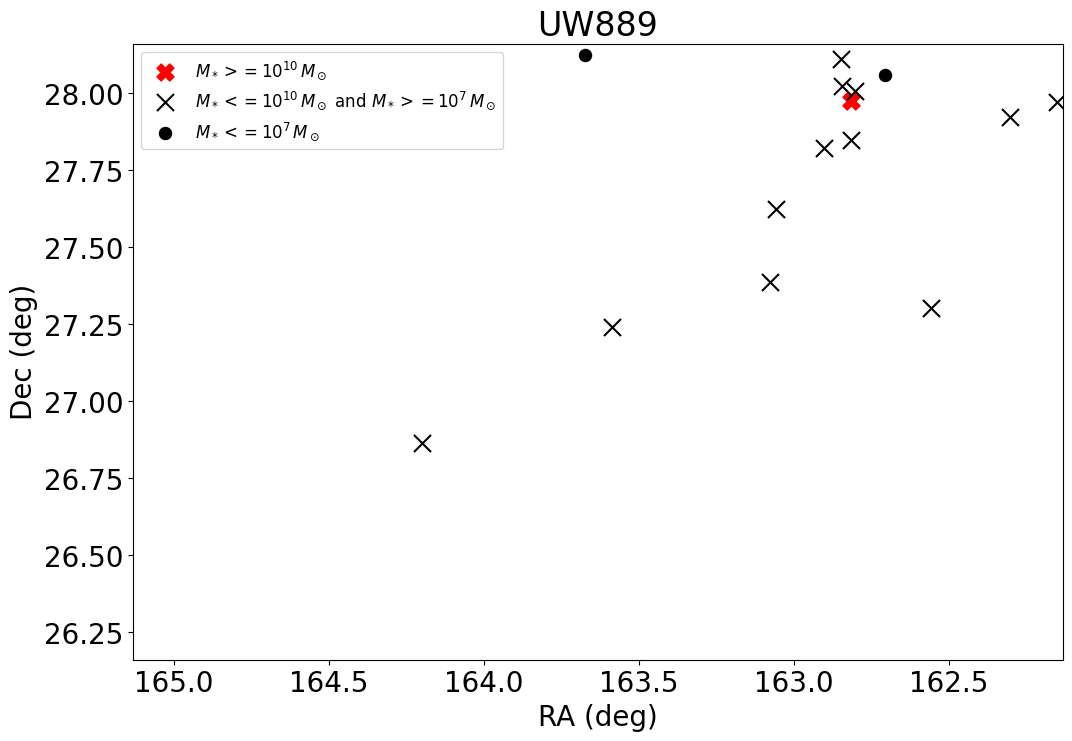 UW889
M* >= 10^10 M⊙
M* <= 10^10 M⊙ and M* >= 10^7 M⊙
M* <= 10^7 M⊙
28.00
27.75
27.50
27.25
27.00
26.75
26.50
26.25
Dec (deg)
165.0 164.5 164.0 163.5 163.0 162.5
RA (deg)